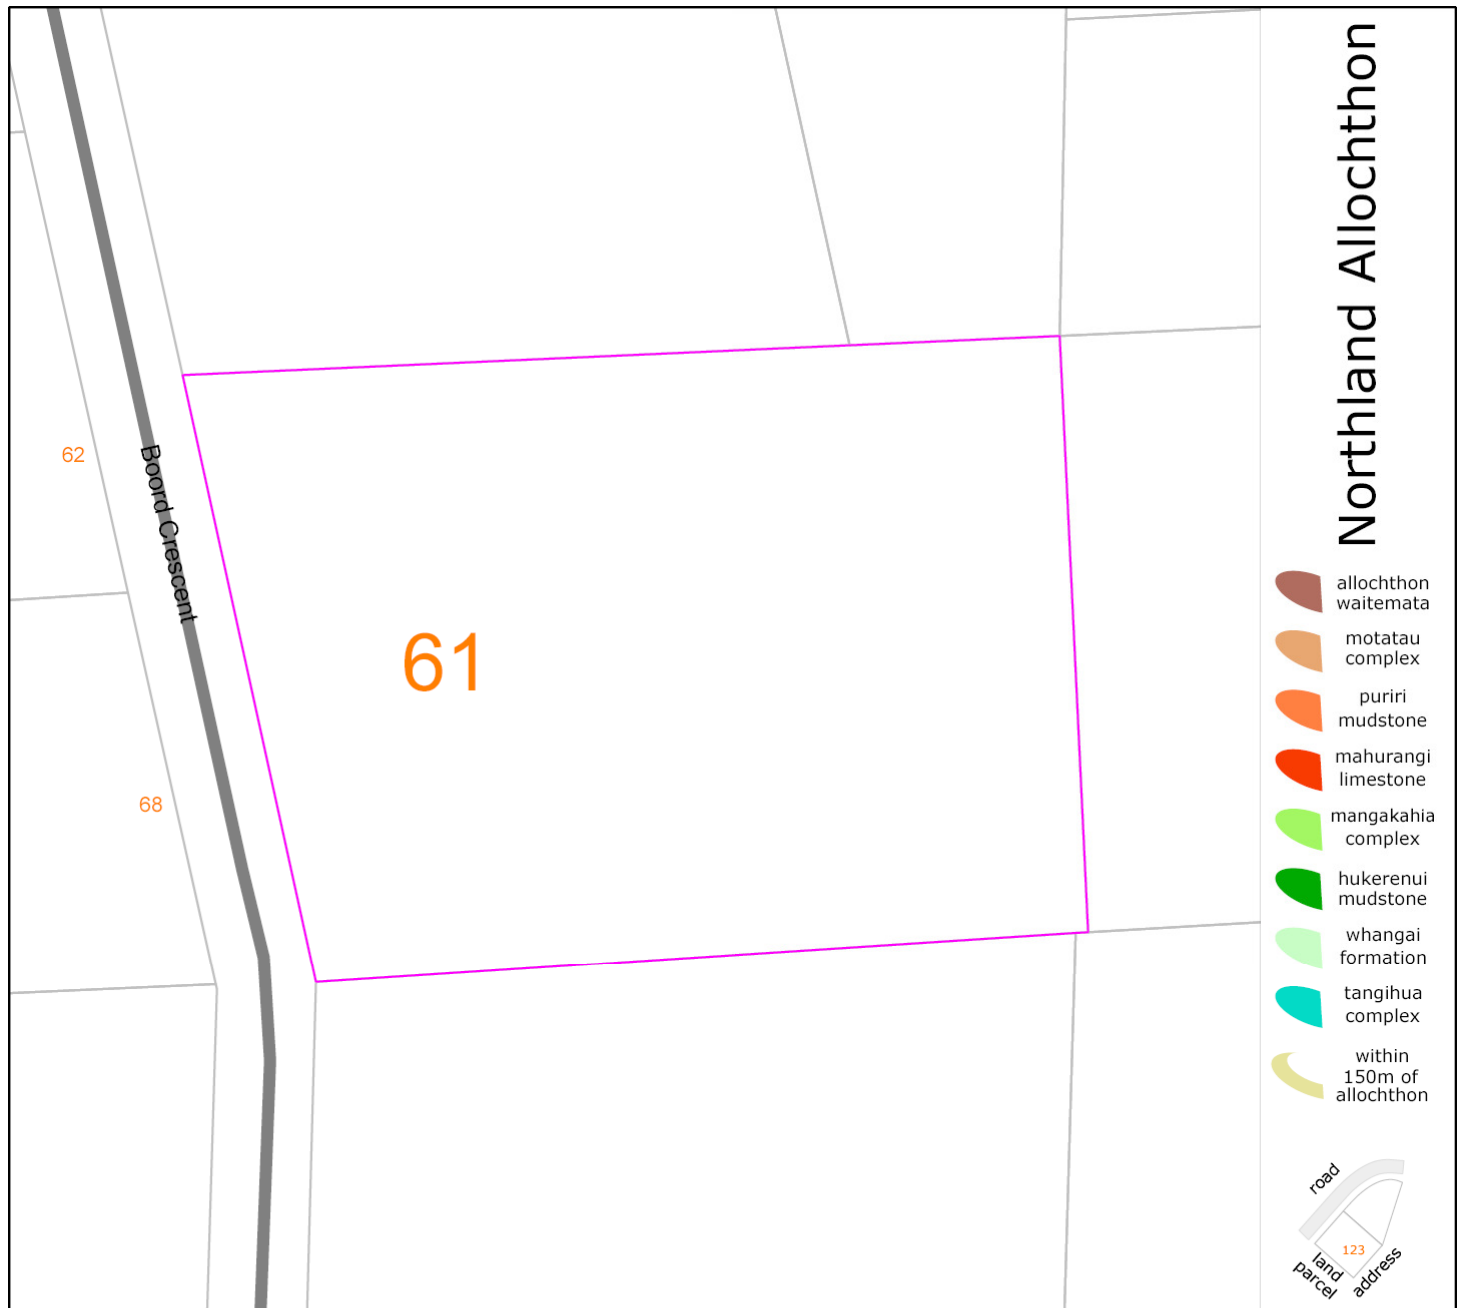 62
Boord Crescent
61
68
Northland Allochthon
allochthon
waitemata
motatau
complex
puriri
mudstone
mahurangi
limestone
mangakahia
complex
hukerenui
mudstone
whangai
formation
tangihua
complex
within
150m of
allochthon
road
123
land
parcel
address